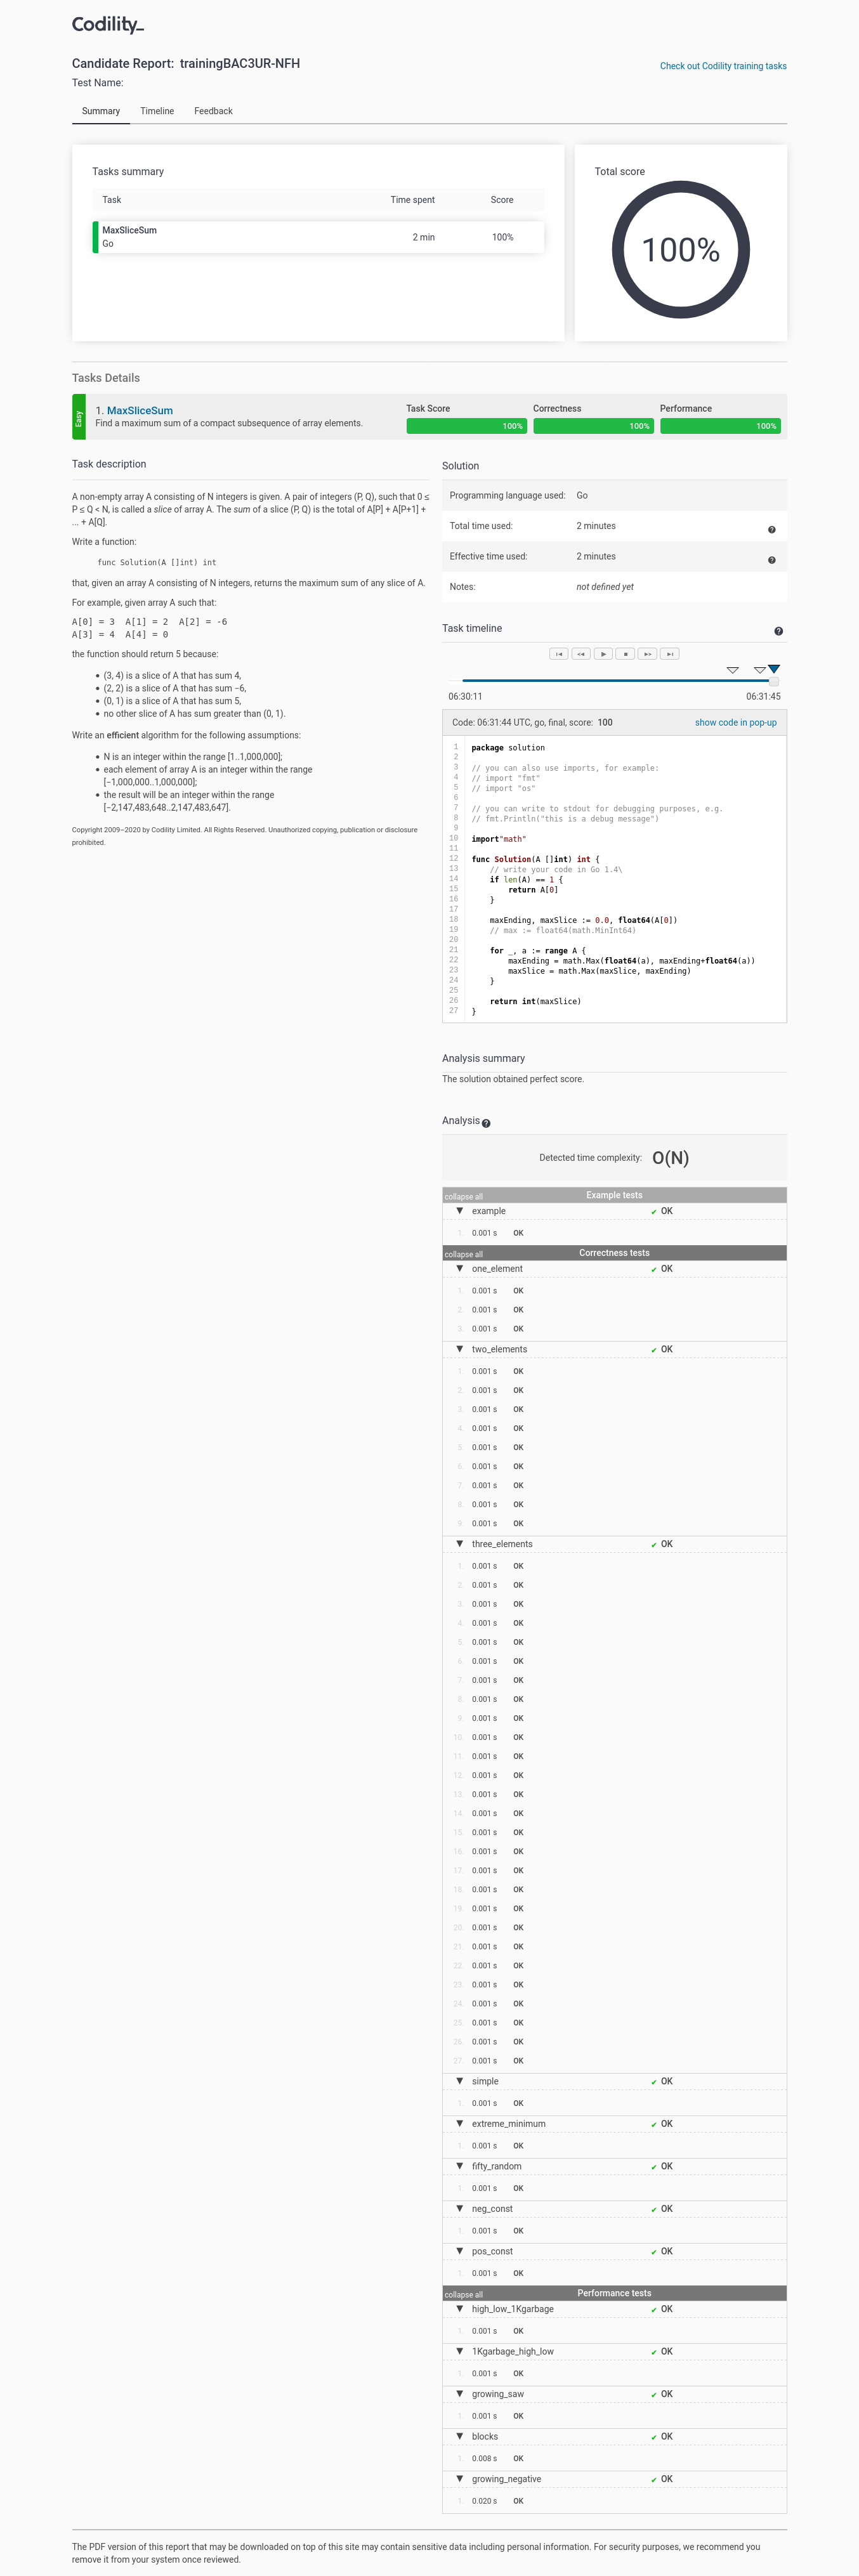 Codility_
Candidate Report: trainingBAC3UR-NFH
Check out Codility training tasks
Test Name:
Summary Timeline Feedback
Tasks summary
Task Time spent Score
MaxSliceSum
Go
2 min 100%
Total score
100%
Tasks Details
Easy
1. MaxSliceSum
Find a maximum sum of a compact subsequence of array elements.
Task Score Correctness Performance
100% 100% 100%
Task description
A non-empty array A consisting of N integers is given. A pair of integers (P, Q), such that 0 ≤
P ≤ Q < N, is called a slice of array A. The sum of a slice (P, Q) is the total of A[P] + A[P+1] +
... + A[Q].
Write a function:
func Solution(A []int) int
that, given an array A consisting of N integers, returns the maximum sum of any slice of A.
For example, given array A such that:
A[0] = 3 A[1] = 2 A[2] = -6
A[3] = 4 A[4] = 0
the function should return 5 because:
• (3, 4) is a slice of A that has sum 4,
• (2, 2) is a slice of A that has sum −6,
• (0, 1) is a slice of A that has sum 5,
• no other slice of A has sum greater than (0, 1).
Write an efficient algorithm for the following assumptions:
• N is an integer within the range [1..1,000,000];
• each element of array A is an integer within the range
[−1,000,000..1,000,000];
• the result will be an integer within the range
[−2,147,483,648..2,147,483,647].
Copyright 2009–2020 by Codility Limited. All Rights Reserved. Unauthorized copying, publication or disclosure
prohibited.
Solution
Programming language used: Go
Total time used: 2 minutes
Effective time used: 2 minutes
Notes: not defined yet
Task timeline
06:30:11 06:31:45
Code: 06:31:44 UTC, go, final, score: 100
show code in pop-up
1 package solution
2
3 // you can also use imports, for example:
4 // import "fmt"
5 // import "os"
6
7 // you can write to stdout for debugging purposes, e.g.
8 // fmt.Println("this is a debug message")
9
10 import"math"
11
12 func Solution(A []int) int {
13 // write your code in Go 1.4\
14 if len(A) == 1 {
15 return A[0]
16 }
17
18 maxEnding, maxSlice := 0.0, float64(A[0])
19 // max := float64(math.MinInt64)
20
21 for _, a := range A {
22 maxEnding = math.Max(float64(a), maxEnding+float64(a))
23 maxSlice = math.Max(maxSlice, maxEnding)
24 }
25
26 return int(maxSlice)
27 }
Analysis summary
The solution obtained perfect score.
Analysis
Detected time complexity: O(N)
collapse all Example tests
▼ example ✔ OK
1. 0.001 s OK
collapse all Correctness tests
▼ one_element ✔ OK
1. 0.001 s OK
2. 0.001 s OK
3. 0.001 s OK
▼ two_elements ✔ OK
1. 0.001 s OK
2. 0.001 s OK
3. 0.001 s OK
4. 0.001 s OK
5. 0.001 s OK
6. 0.001 s OK
7. 0.001 s OK
8. 0.001 s OK
9. 0.001 s OK
▼ three_elements ✔ OK
1. 0.001 s OK
2. 0.001 s OK
3. 0.001 s OK
4. 0.001 s OK
5. 0.001 s OK
6. 0.001 s OK
7. 0.001 s OK
8. 0.001 s OK
9. 0.001 s OK
10. 0.001 s OK
11. 0.001 s OK
12. 0.001 s OK
13. 0.001 s OK
14. 0.001 s OK
15. 0.001 s OK
16. 0.001 s OK
17. 0.001 s OK
18. 0.001 s OK
19. 0.001 s OK
20. 0.001 s OK
21. 0.001 s OK
22. 0.001 s OK
23. 0.001 s OK
24. 0.001 s OK
25. 0.001 s OK
26. 0.001 s OK
27. 0.001 s OK
▼ simple ✔ OK
1. 0.001 s OK
▼ extreme_minimum ✔ OK
1. 0.001 s OK
▼ fifty_random ✔ OK
1. 0.001 s OK
▼ neg_const ✔ OK
1. 0.001 s OK
▼ pos_const ✔ OK
1. 0.001 s OK
collapse all Performance tests
▼ high_low_1Kgarbage ✔ OK
1. 0.001 s OK
▼ 1Kgarbage_high_low ✔ OK
1. 0.001 s OK
▼ growing_saw ✔ OK
1. 0.001 s OK
▼ blocks ✔ OK
1. 0.008 s OK
▼ growing_negative ✔ OK
1. 0.020 s OK
The PDF version of this report that may be downloaded on top of this site may contain sensitive data including personal information. For security purposes, we recommend you
remove it from your system once reviewed.